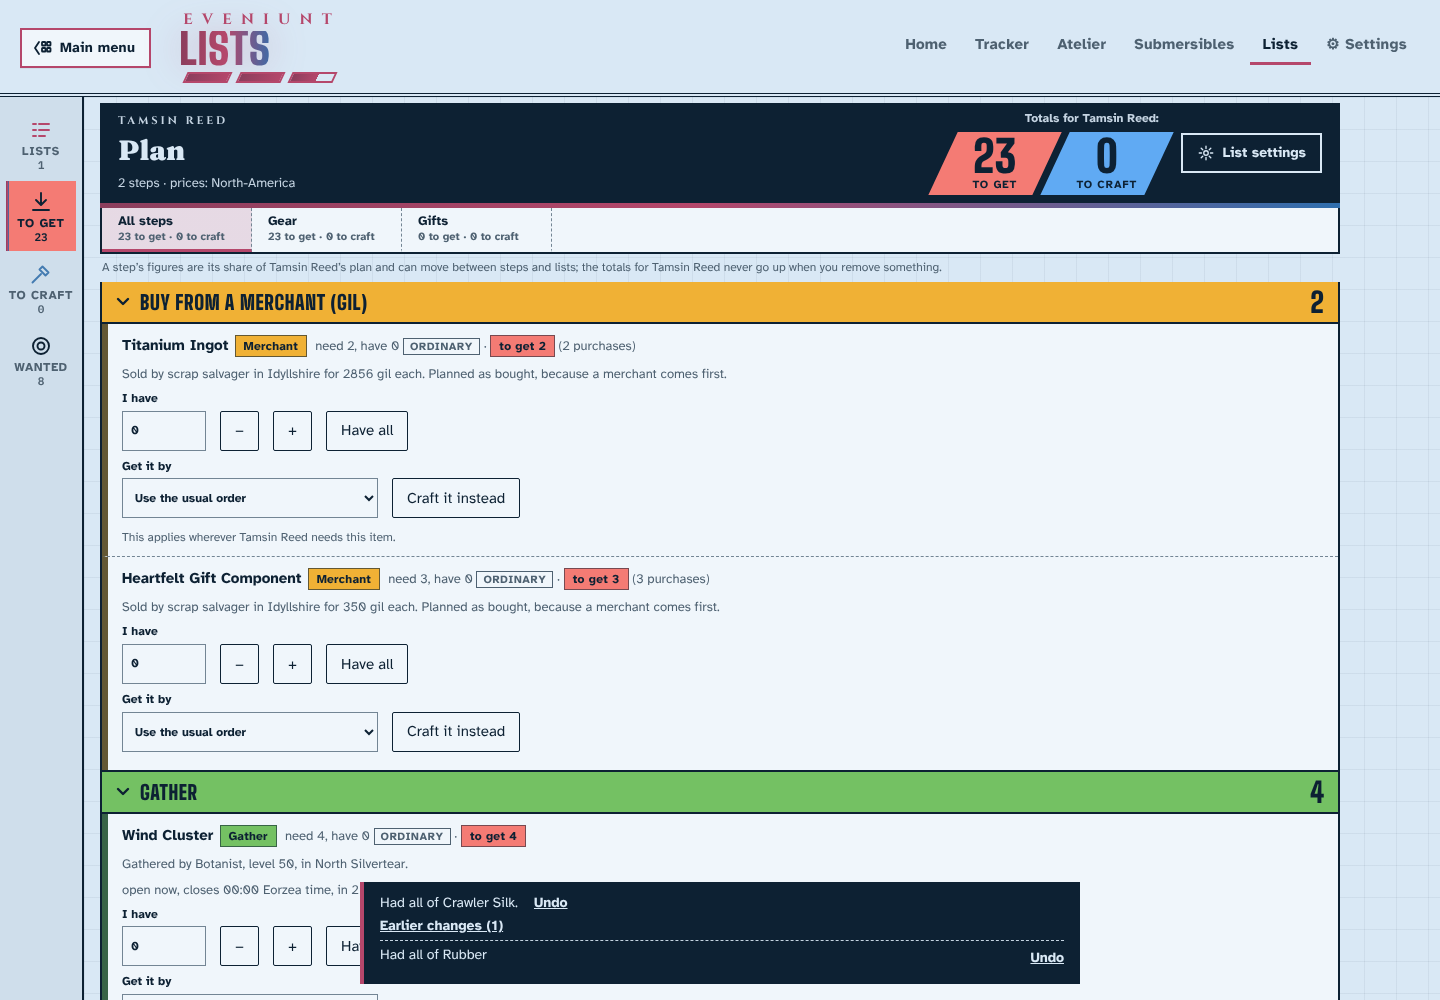 Main menu
EVENIUNT
LISTS
Home
Tracker
Atelier
Submersibles
Lists
Settings
LISTS
1
TO GET
23
TO CRAFT
0
WANTED
8
TAMSIN REED
Plan
2 steps · prices: North-America
Totals for Tamsin Reed:
23
TO GET
0
TO CRAFT
List settings
All steps
23 to get · 0 to craft
Gear
23 to get · 0 to craft
Gifts
0 to get · 0 to craft
A step's figures are its share of Tamsin Reed's plan and can move between steps and lists; the totals for Tamsin Reed never go up when you remove something.
BUY FROM A MERCHANT (GIL) 2
Titanium Ingot Merchant need 2, have 0 ORDINARY · to get 2 (2 purchases)
Sold by scrap salvager in Idyllshire for 2856 gil each. Planned as bought, because a merchant comes first.
I have
0 − + Have all
Get it by
Use the usual order Craft it instead
This applies wherever Tamsin Reed needs this item.
Heartfelt Gift Component Merchant need 3, have 0 ORDINARY · to get 3 (3 purchases)
Sold by scrap salvager in Idyllshire for 350 gil each. Planned as bought, because a merchant comes first.
I have
0 − + Have all
Get it by
Use the usual order Craft it instead
GATHER 4
Wind Cluster Gather need 4, have 0 ORDINARY · to get 4
Gathered by Botanist, level 50, in North Silvertear.
open now, closes 00:00 Eorzea time, in 2
I have
0 − + Ha
Get it by
Had all of Crawler Silk. Undo
Earlier changes (1)
Had all of Rubber Undo